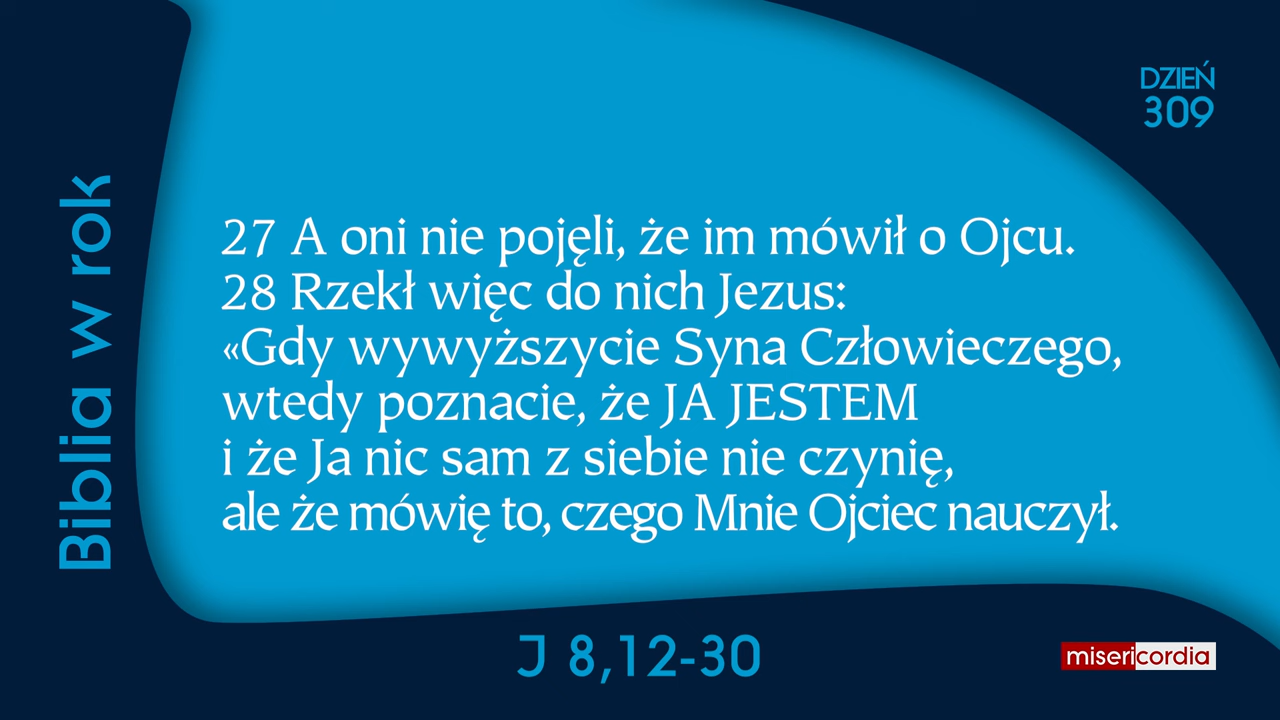 DZIEŃ
309
Biblia w rok
27 A oni nie pojęli, że im mówił o Ojcu.
28 Rzekł więc do nich Jezus:
«Gdy wywyższycie Syna Człowieczego,
wtedy poznacie, że JA JESTEM
i że Ja nic sam z siebie nie czynię,
ale że mówię to, czego Mnie Ojciec nauczył.
J 8,12-30
misericordia